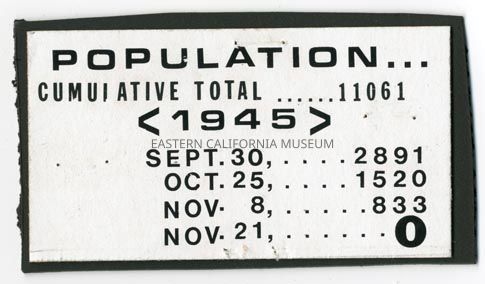 POPULATION...
CUMULATIVE TOTAL ......11061
<1945>
EASTERN CALIFORNIA MUSEUM
SEPT. 30, ....2891
OCT. 25, .....1520
NOV. 8, ......833
NOV. 21, .......0